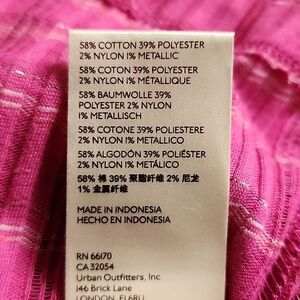 58% COTTON 39% POLYESTER
2% NYLON 1% METALLIC
58% COTON 39% POLYESTER
2% NYLON 1% MÉTALLIQUE
58% BAUMWOLLE 39%
POLYESTER 2% NYLON
1% METALLISCH
58% COTONE 39% POLIESTERE
2% NYLON 1% METALLICO
58% ALGODÓN 39% POLIÉSTER
2% NYLON 1% METÁLICO
58% 棉 39% 聚酯纤维 2% 尼龙
1% 金属纤维
MADE IN INDONESIA
HECHO EN INDONESIA
RN 66170
CA 32054
Urban Outfitters, Inc
146 Brick Lane
LONDON, E1 6RU